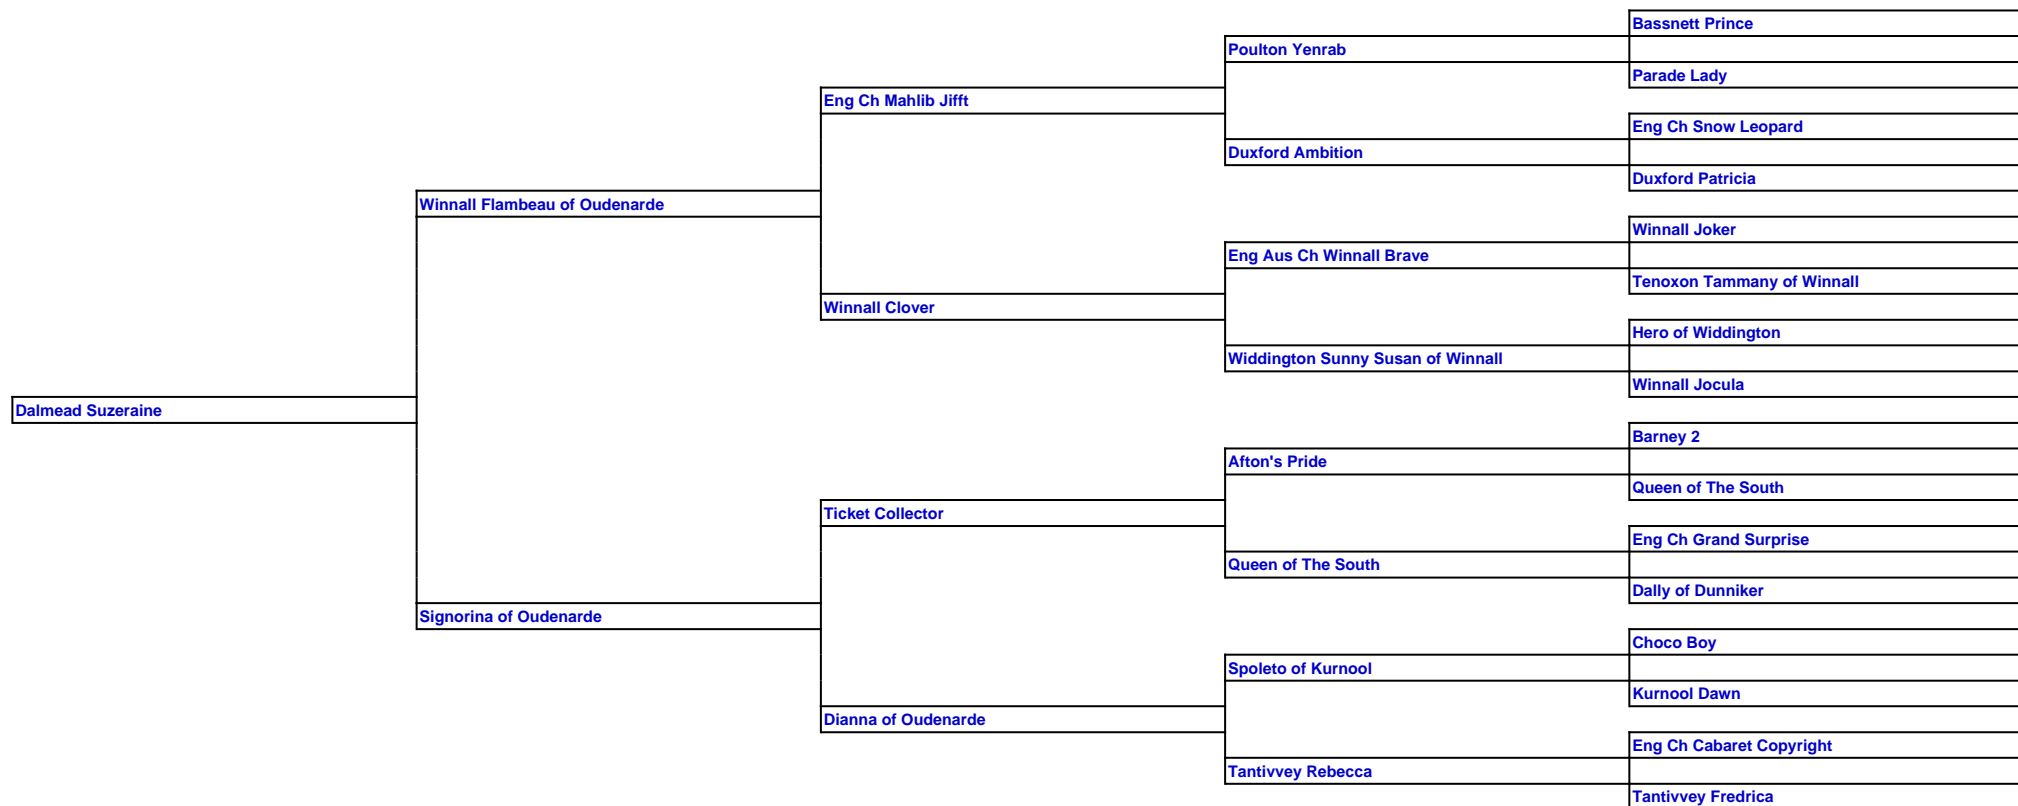 Bassnett Prince
Poulton Yenrab
Parade Lady
Eng Ch Mahlib Jifft
Eng Ch Snow Leopard
Duxford Ambition
Duxford Patricia
Winnall Flambeau of Oudenarde
Winnall Joker
Eng Aus Ch Winnall Brave
Tenoxon Tammany of Winnall
Winnall Clover
Hero of Widdington
Widdington Sunny Susan of Winnall
Winnall Jocula
Dalmead Suzeraine
Barney 2
Afton's Pride
Queen of The South
Ticket Collector
Eng Ch Grand Surprise
Queen of The South
Dally of Dunniker
Signorina of Oudenarde
Choco Boy
Spoleto of Kurnool
Kurnool Dawn
Dianna of Oudenarde
Eng Ch Cabaret Copyright
Tantivvey Rebecca
Tantivvey Fredrica